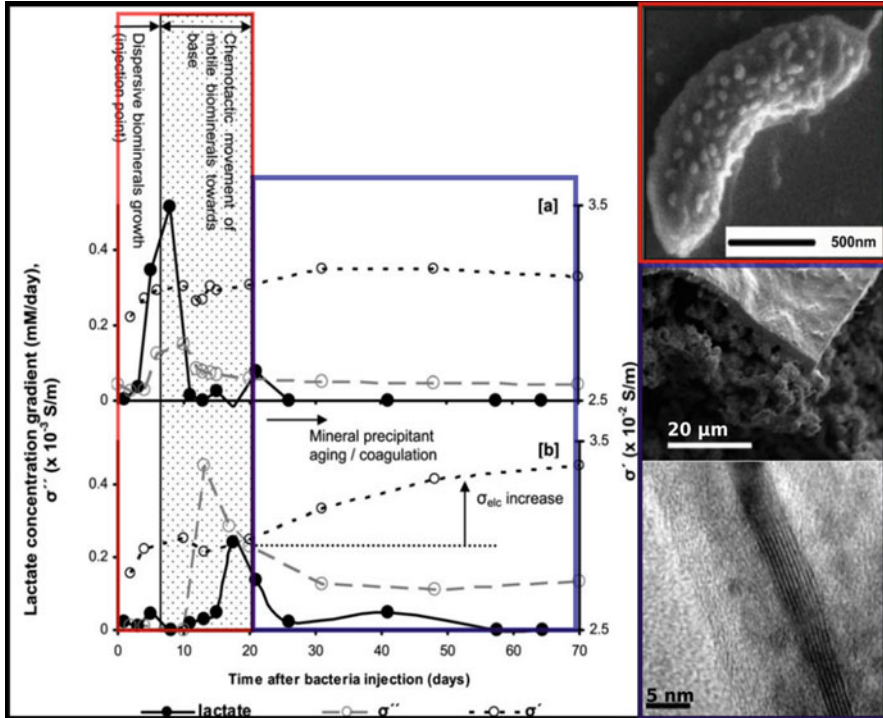 Dispersive biominerals growth
(injection point)
Chemotactic movement of
motile biominerals towards
base
Lactate concentration gradient (mM/day),
σ´´ (x 10⁻³ S/m)
0.4
0.2
0
0.4
0.2
0
[a]
Mineral precipitant
aging / coagulation
[b]
σelc increase
3.5
2.5
3.5
2.5
σ´ (x 10⁻² S/m)
0 10 20 30 40 50 60 70
Time after bacteria injection (days)
lactate σ´´ σ´
500nm
20 µm
5 nm